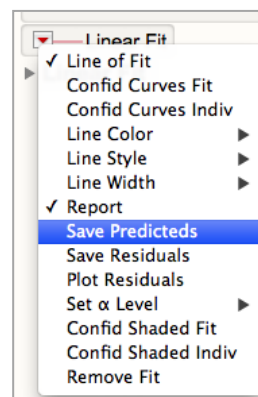 Linear Fit
✓ Line of Fit
Confid Curves Fit
Confid Curves Indiv
Line Color
Line Style
Line Width
✓ Report
Save Predicteds
Save Residuals
Plot Residuals
Set α Level
Confid Shaded Fit
Confid Shaded Indiv
Remove Fit